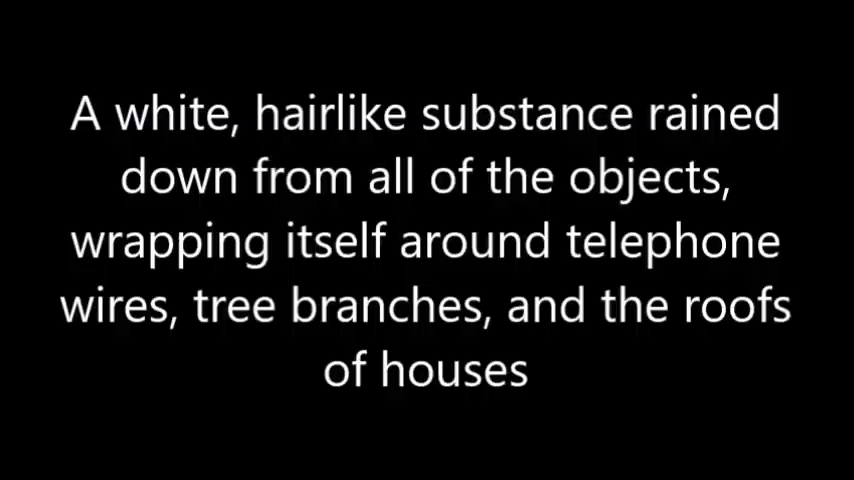 A white, hairlike substance rained
down from all of the objects,
wrapping itself around telephone
wires, tree branches, and the roofs
of houses